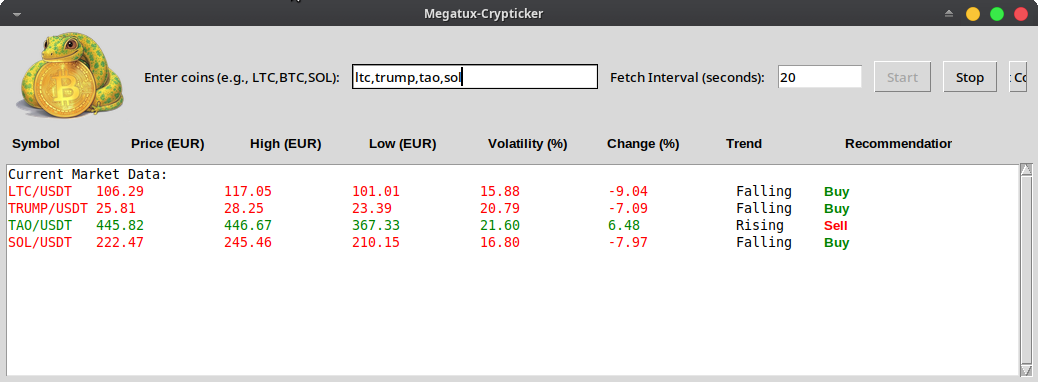 Megatux-Crypticker
Enter coins (e.g., LTC,BTC,SOL): ltc,trump,tao,sol Fetch Interval (seconds): 20 Start Stop
Symbol Price (EUR) High (EUR) Low (EUR) Volatility (%) Change (%) Trend Recommendation
Current Market Data:
LTC/USDT 106.29 117.05 101.01 15.88 -9.04 Falling Buy
TRUMP/USDT 25.81 28.25 23.39 20.79 -7.09 Falling Buy
TAO/USDT 445.82 446.67 367.33 21.60 6.48 Rising Sell
SOL/USDT 222.47 245.46 210.15 16.80 -7.97 Falling Buy